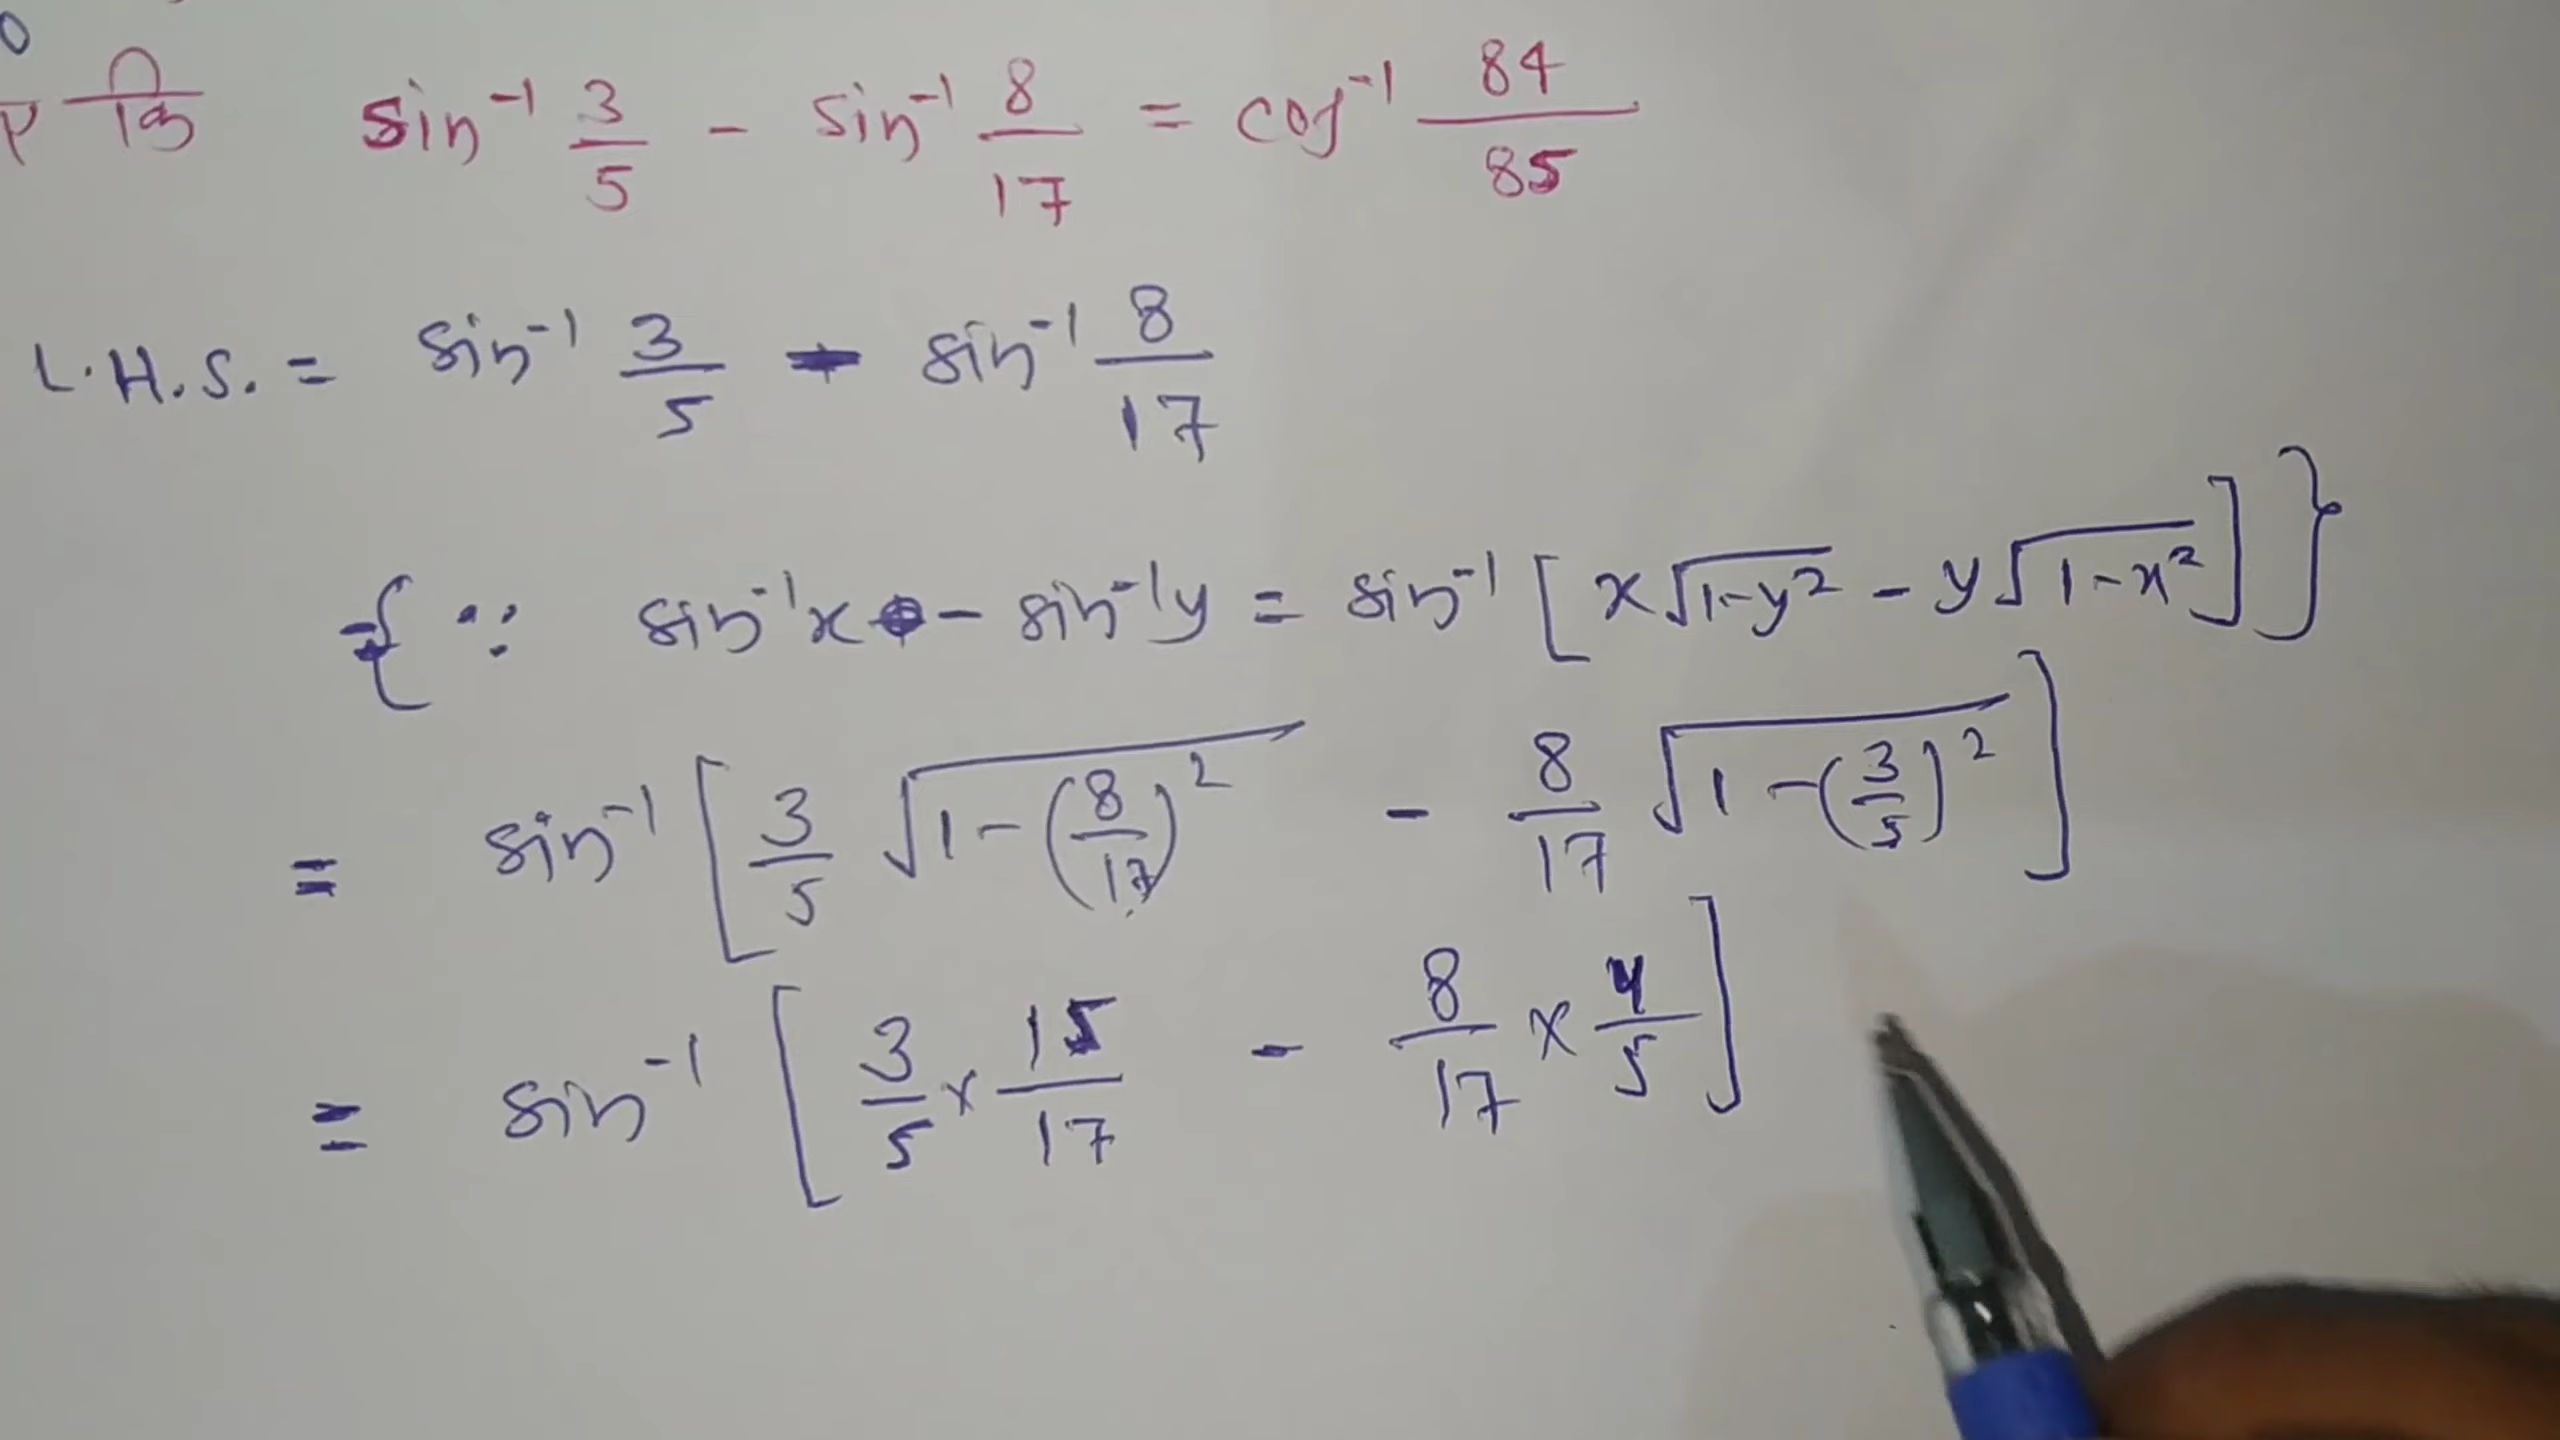 कि sin⁻¹ 3/5 - sin⁻¹ 8/17 = cos⁻¹ 84/85
L.H.S. = sin⁻¹ 3/5 - sin⁻¹ 8/17
{∵ sin⁻¹x - sin⁻¹y = sin⁻¹[x√(1-y²) - y√(1-x²)]}
= sin⁻¹[3/5 √(1-(8/17)²) - 8/17 √(1-(3/5)²)]
= sin⁻¹[3/5 × 15/17 - 8/17 × 4/5]